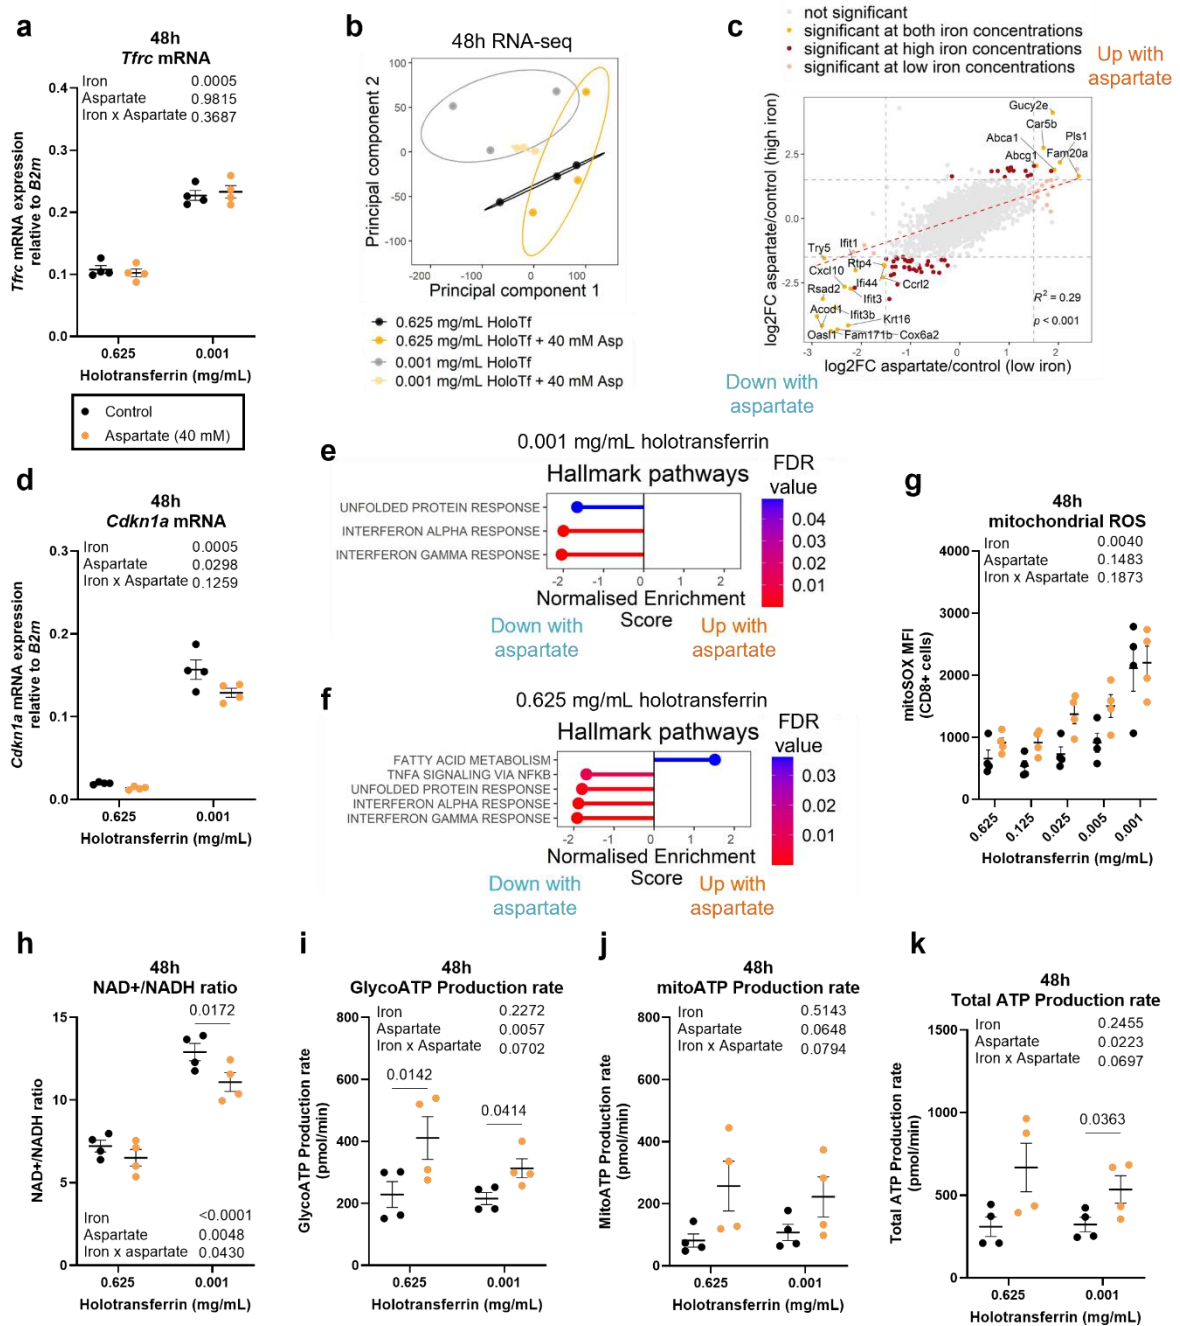 a
48h
Tfrc mRNA
Iron 0.0005
Aspartate 0.9815
Iron x Aspartate 0.3687
Tfrc mRNA expression
relative to B2m
0.4
0.3
0.2
0.1
0.0
0.625 0.001
Holotransferrin (mg/mL)
Control
Aspartate (40 mM)
b
48h RNA-seq
Principal component 2
100
50
0
-50
-100
-200 -100 0 100
Principal component 1
0.625 mg/mL HoloTf
0.625 mg/mL HoloTf + 40 mM Asp
0.001 mg/mL HoloTf
0.001 mg/mL HoloTf + 40 mM Asp
c
not significant
significant at both iron concentrations
significant at high iron concentrations
significant at low iron concentrations
Up with
aspartate
log2FC aspartate/control (high iron)
2.5
0.0
-2.5
Gucy2e
Car5b
Abca1
Pls1
Abcg1
Fam20a
Try5
Ifit1
Cxcl10
Rtp4
Rsad2
Ifi44
Ccrl2
Ifit3
Acod1
Ifit3b
Krt16
Oasl1
Fam171b
Cox6a2
R² = 0.29
p < 0.001
-3 -2 -1 0 1 2
log2FC aspartate/control (low iron)
Down with
aspartate
d
48h
Cdkn1a mRNA
Iron 0.0005
Aspartate 0.0298
Iron x Aspartate 0.1259
Cdkn1a mRNA expression
relative to B2m
0.3
0.2
0.1
0.0
0.625 0.001
Holotransferrin (mg/mL)
e
0.001 mg/mL holotransferrin
Hallmark pathways
UNFOLDED PROTEIN RESPONSE
INTERFERON ALPHA RESPONSE
INTERFERON GAMMA RESPONSE
-2 -1 0 1 2
Normalised Enrichment
Score
Down with
aspartate
Up with
aspartate
FDR
value
0.04
0.03
0.02
0.01
f
0.625 mg/mL holotransferrin
Hallmark pathways
FATTY ACID METABOLISM
TNFA SIGNALING VIA NFKB
UNFOLDED PROTEIN RESPONSE
INTERFERON ALPHA RESPONSE
INTERFERON GAMMA RESPONSE
-2 -1 0 1 2
Normalised Enrichment
Score
Down with
aspartate
Up with
aspartate
FDR
value
0.03
0.02
0.01
g
48h
mitochondrial ROS
Iron 0.0040
Aspartate 0.1483
Iron x Aspartate 0.1873
mitoSOX MFI
(CD8+ cells)
4000
3000
2000
1000
0
0.625 0.125 0.025 0.005 0.001
Holotransferrin (mg/mL)
h
48h
NAD+/NADH ratio
0.0172
NAD+/NADH ratio
15
10
5
0
Iron <0.0001
Aspartate 0.0048
Iron x aspartate 0.0430
0.625 0.001
Holotransferrin (mg/mL)
i
48h
GlycoATP Production rate
Iron 0.2272
Aspartate 0.0057
Iron x Aspartate 0.0702
0.0142
0.0414
GlycoATP Production rate
(pmol/min)
800
600
400
200
0
0.625 0.001
Holotransferrin (mg/mL)
j
48h
mitoATP Production rate
Iron 0.5143
Aspartate 0.0648
Iron x Aspartate 0.0794
MitoATP Production rate
(pmol/min)
800
600
400
200
0
0.625 0.001
Holotransferrin (mg/mL)
k
48h
Total ATP Production rate
Iron 0.2455
Aspartate 0.0223
Iron x Aspartate 0.0697
0.0363
Total ATP Production rate
(pmol/min)
1,500
1,000
500
0
0.625 0.001
Holotransferrin (mg/mL)